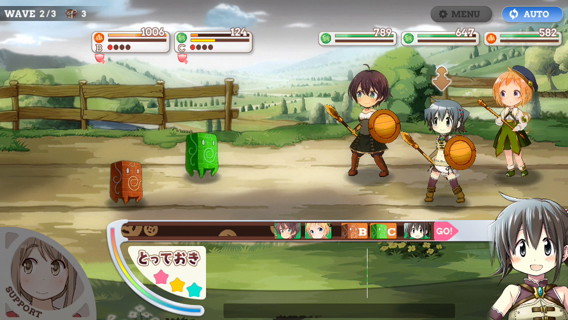 WAVE 2/3 3
MENU
AUTO
1006
B
124
C
789
647
582
B
C
GO!
とっておき
SUPPORT